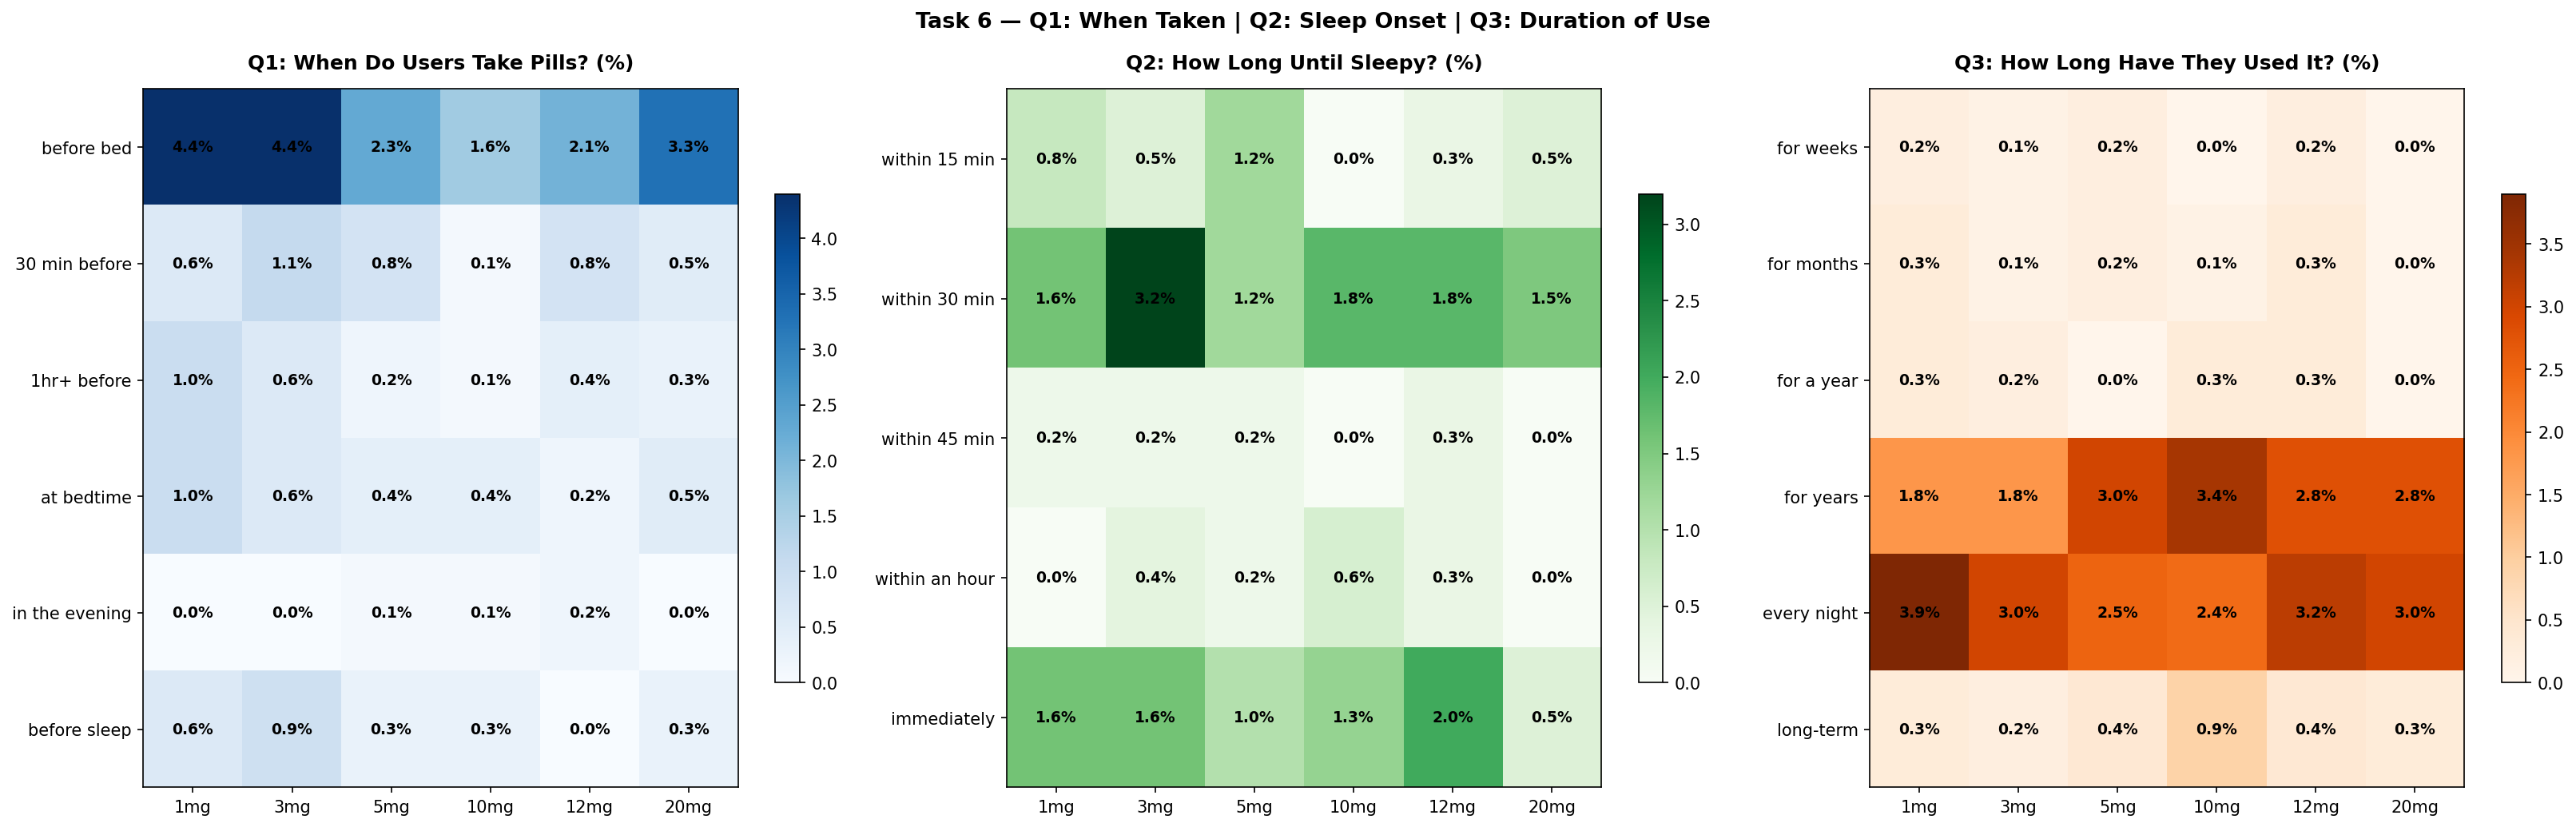 Task 6 — Q1: When Taken | Q2: Sleep Onset | Q3: Duration of Use
Q1: When Do Users Take Pills? (%)
before bed 4.4% 4.4% 2.3% 1.6% 2.1% 3.3%
30 min before 0.6% 1.1% 0.8% 0.1% 0.8% 0.5%
1hr+ before 1.0% 0.6% 0.2% 0.1% 0.4% 0.3%
at bedtime 1.0% 0.6% 0.4% 0.4% 0.2% 0.5%
in the evening 0.0% 0.0% 0.1% 0.1% 0.2% 0.0%
before sleep 0.6% 0.9% 0.3% 0.3% 0.0% 0.3%
1mg 3mg 5mg 10mg 12mg 20mg
4.0
3.5
3.0
2.5
2.0
1.5
1.0
0.5
0.0
Q2: How Long Until Sleepy? (%)
within 15 min 0.8% 0.5% 1.2% 0.0% 0.3% 0.5%
within 30 min 1.6% 3.2% 1.2% 1.8% 1.8% 1.5%
within 45 min 0.2% 0.2% 0.2% 0.0% 0.3% 0.0%
within an hour 0.0% 0.4% 0.2% 0.6% 0.3% 0.0%
immediately 1.6% 1.6% 1.0% 1.3% 2.0% 0.5%
1mg 3mg 5mg 10mg 12mg 20mg
3.0
2.5
2.0
1.5
1.0
0.5
0.0
Q3: How Long Have They Used It? (%)
for weeks 0.2% 0.1% 0.2% 0.0% 0.2% 0.0%
for months 0.3% 0.1% 0.2% 0.1% 0.3% 0.0%
for a year 0.3% 0.2% 0.0% 0.3% 0.3% 0.0%
for years 1.8% 1.8% 3.0% 3.4% 2.8% 2.8%
every night 3.9% 3.0% 2.5% 2.4% 3.2% 3.0%
long-term 0.3% 0.2% 0.4% 0.9% 0.4% 0.3%
1mg 3mg 5mg 10mg 12mg 20mg
3.5
3.0
2.5
2.0
1.5
1.0
0.5
0.0